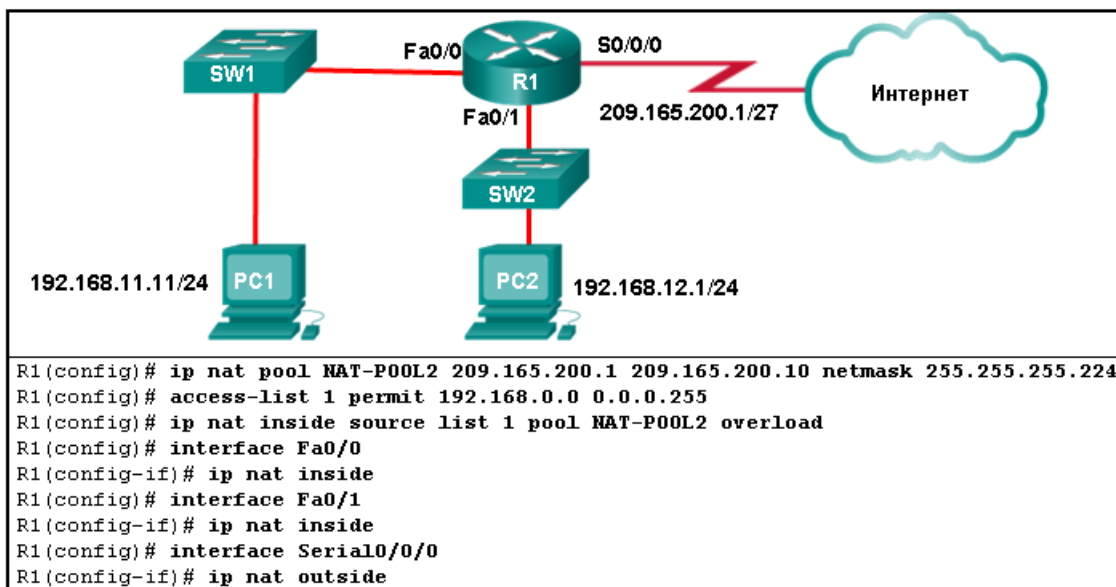 Fa0/0
S0/0/0
SW1
R1
Интернет
Fa0/1
209.165.200.1/27
SW2
192.168.11.11/24
PC1
PC2
192.168.12.1/24
R1(config)# ip nat pool NAT-POOL2 209.165.200.1 209.165.200.10 netmask 255.255.255.224
R1(config)# access-list 1 permit 192.168.0.0 0.0.0.255
R1(config)# ip nat inside source list 1 pool NAT-POOL2 overload
R1(config)# interface Fa0/0
R1(config-if)# ip nat inside
R1(config)# interface Fa0/1
R1(config-if)# ip nat inside
R1(config)# interface Serial0/0/0
R1(config-if)# ip nat outside